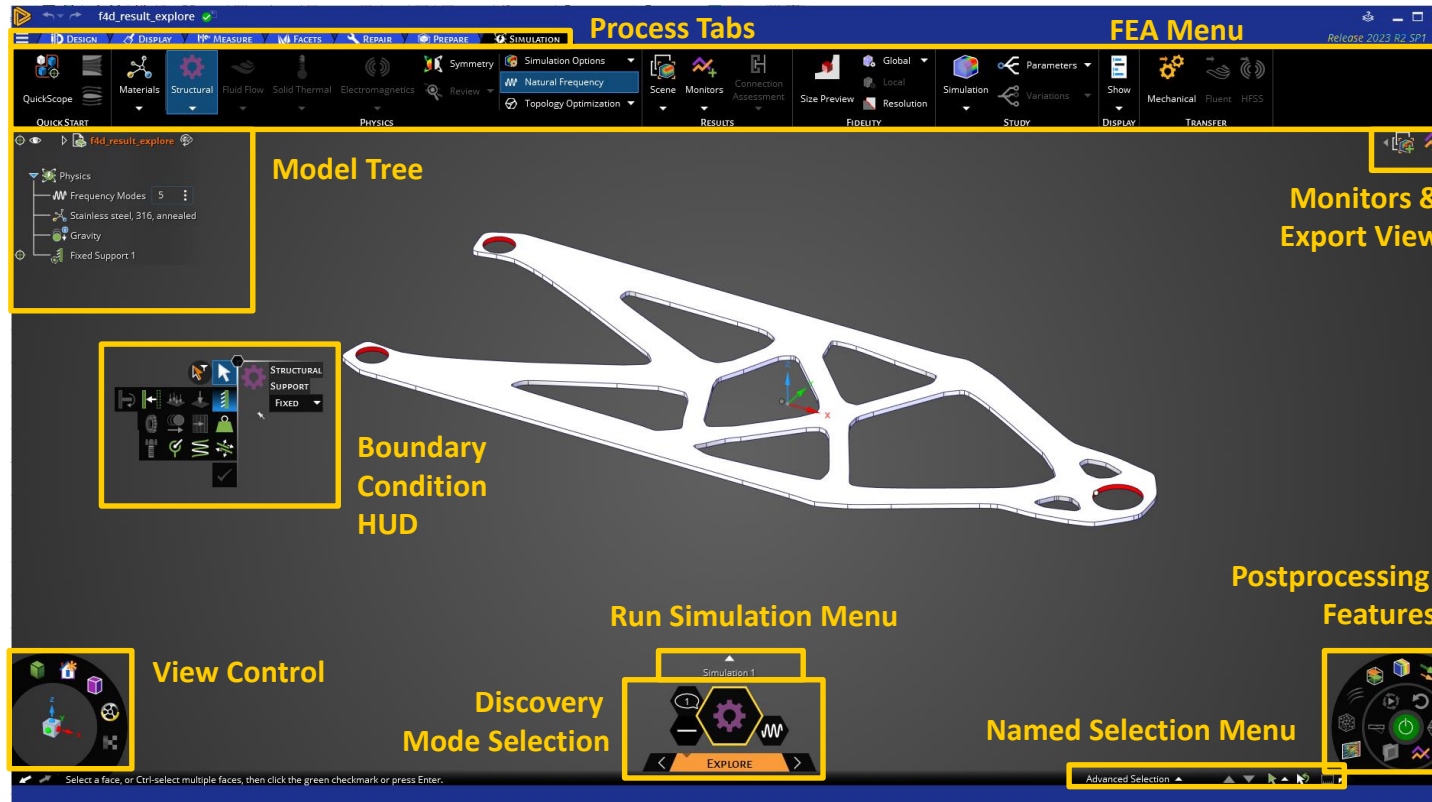 f4d_result_explore
Process Tabs
FEA Menu
DESIGN DISPLAY MEASURE FACETS REPAIR PREPARE SIMULATION
Release 2023 R2 SP1
QuickScope
Materials Structural Fluid Flow Solid Thermal Electromagnetics
Symmetry
Review
Simulation Options
Natural Frequency
Topology Optimization
Scene Monitors Connection Assessment
Size Preview
Global
Local
Resolution
Simulation
Parameters
Variations
Show
Mechanical Fluent HFSS
QUICK START PHYSICS RESULTS FIDELITY STUDY DISPLAY TRANSFER
f4d_result_explore
Physics
Frequency Modes 5
Stainless steel, 316, annealed
Gravity
Fixed Support 1
Model Tree
Monitors &
Export View
STRUCTURAL
SUPPORT
FIXED
Boundary
Condition
HUD
X
Postprocessing
Features
Run Simulation Menu
Simulation 1
View Control
Discovery
Mode Selection
1
EXPLORE
Named Selection Menu
Select a face, or Ctrl-select multiple faces, then click the green checkmark or press Enter.
Advanced Selection